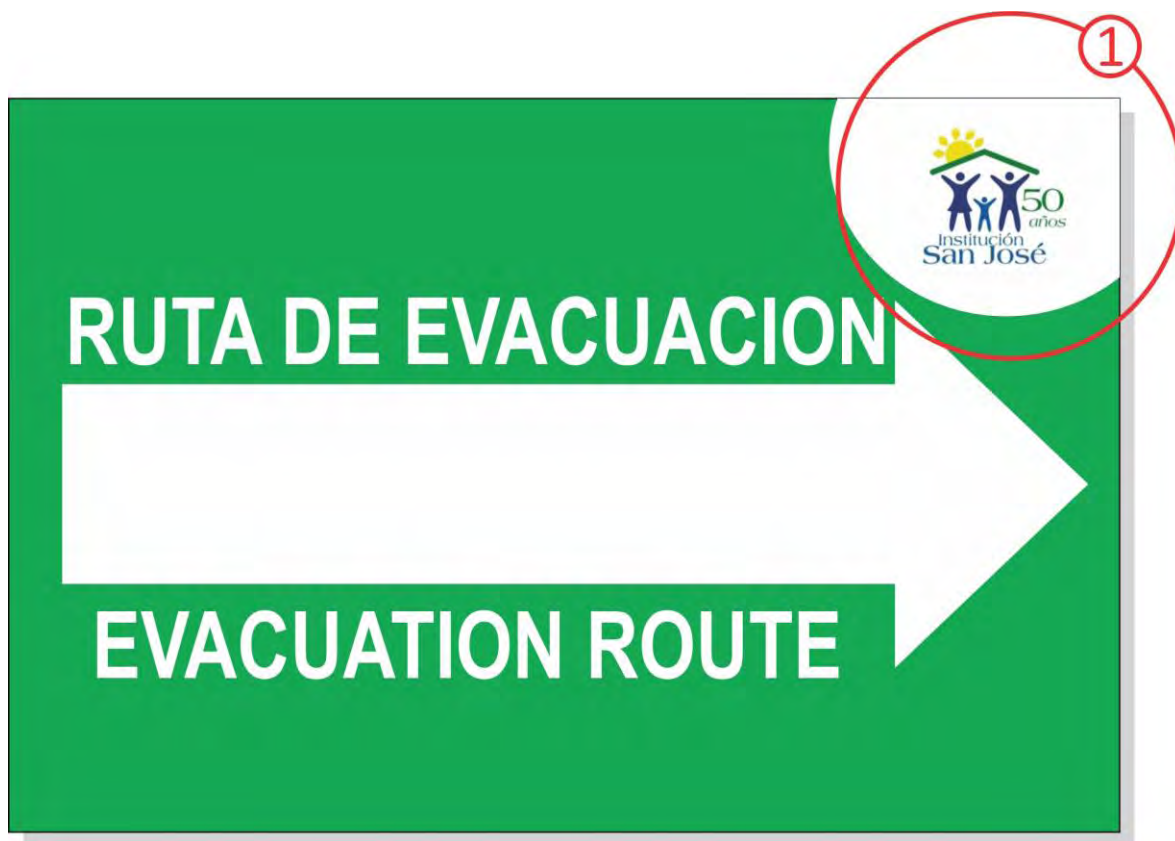 1
50
años
Institución
San José
RUTA DE EVACUACION
EVACUATION ROUTE